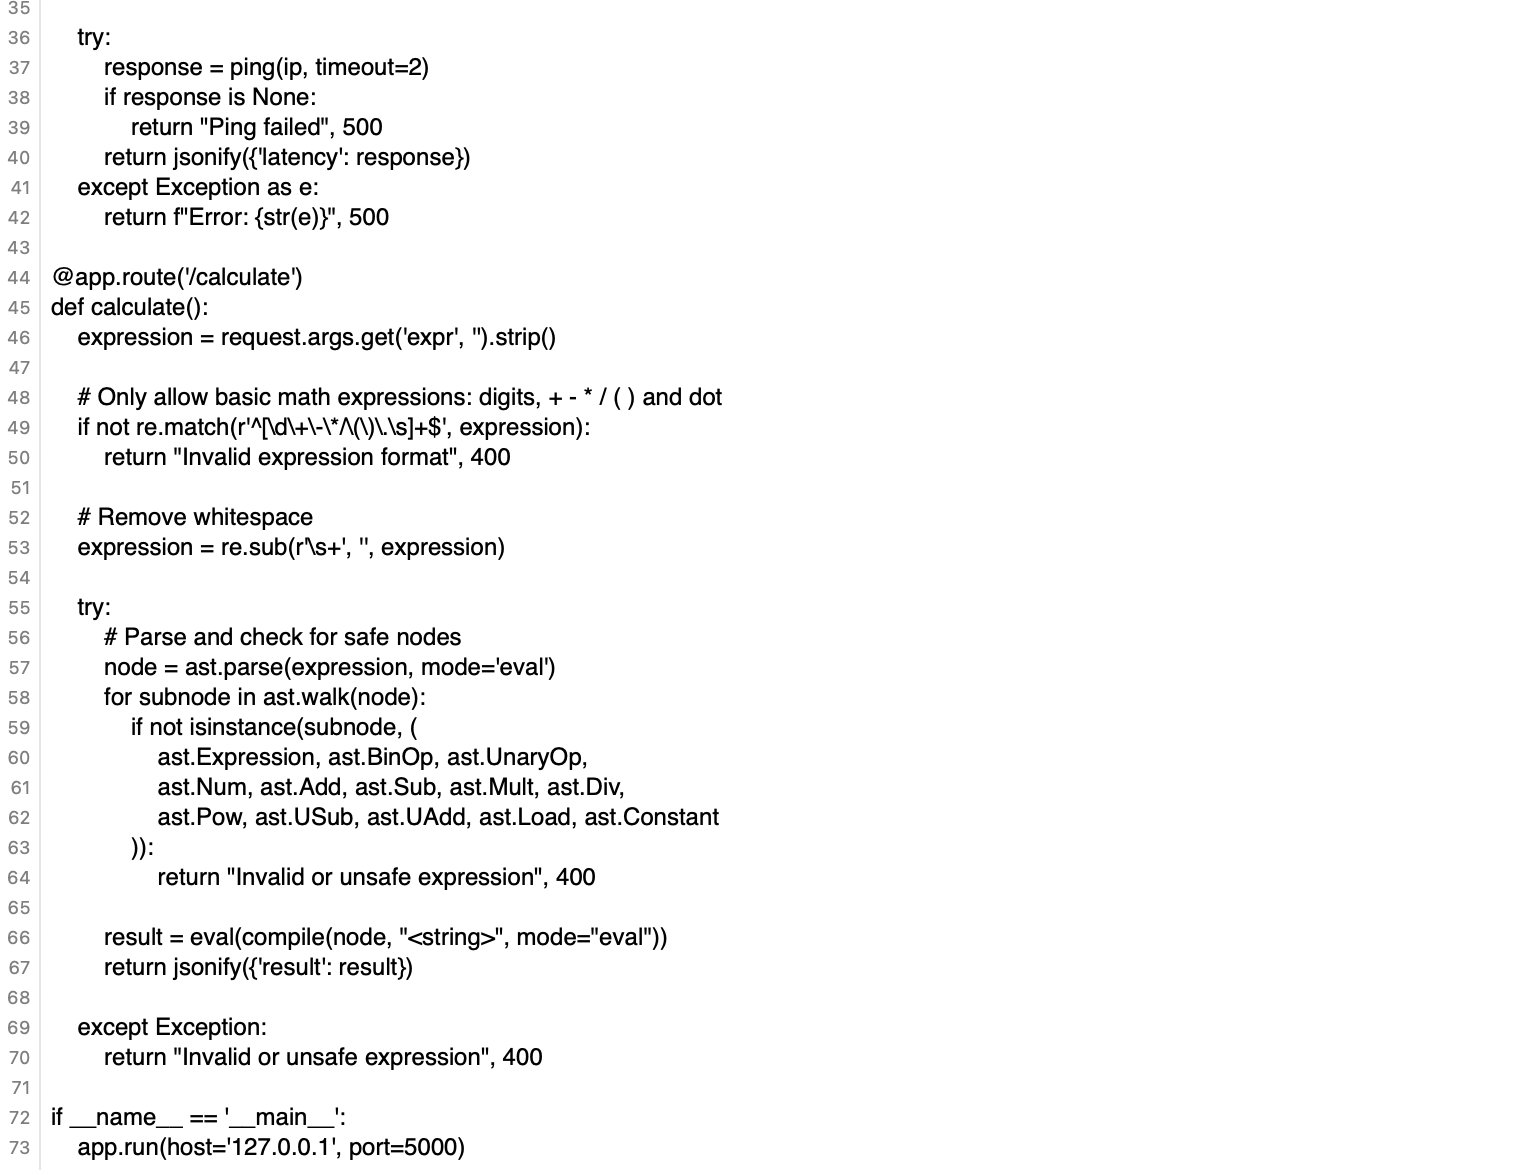 35
36 try:
37 response = ping(ip, timeout=2)
38 if response is None:
39 return "Ping failed", 500
40 return jsonify({'latency': response})
41 except Exception as e:
42 return f"Error: {str(e)}", 500
43
44 @app.route('/calculate')
45 def calculate():
46 expression = request.args.get('expr', '').strip()
47
48 # Only allow basic math expressions: digits, + - * / ( ) and dot
49 if not re.match(r'^[\d\+\-\*/\(\)\.\s]+$', expression):
50 return "Invalid expression format", 400
51
52 # Remove whitespace
53 expression = re.sub(r'\s+', '', expression)
54
55 try:
56 # Parse and check for safe nodes
57 node = ast.parse(expression, mode='eval')
58 for subnode in ast.walk(node):
59 if not isinstance(subnode, (
60 ast.Expression, ast.BinOp, ast.UnaryOp,
61 ast.Num, ast.Add, ast.Sub, ast.Mult, ast.Div,
62 ast.Pow, ast.USub, ast.UAdd, ast.Load, ast.Constant
63 )):
64 return "Invalid or unsafe expression", 400
65
66 result = eval(compile(node, "<string>", mode="eval"))
67 return jsonify({'result': result})
68
69 except Exception:
70 return "Invalid or unsafe expression", 400
71
72 if __name__ == '__main__':
73 app.run(host='127.0.0.1', port=5000)